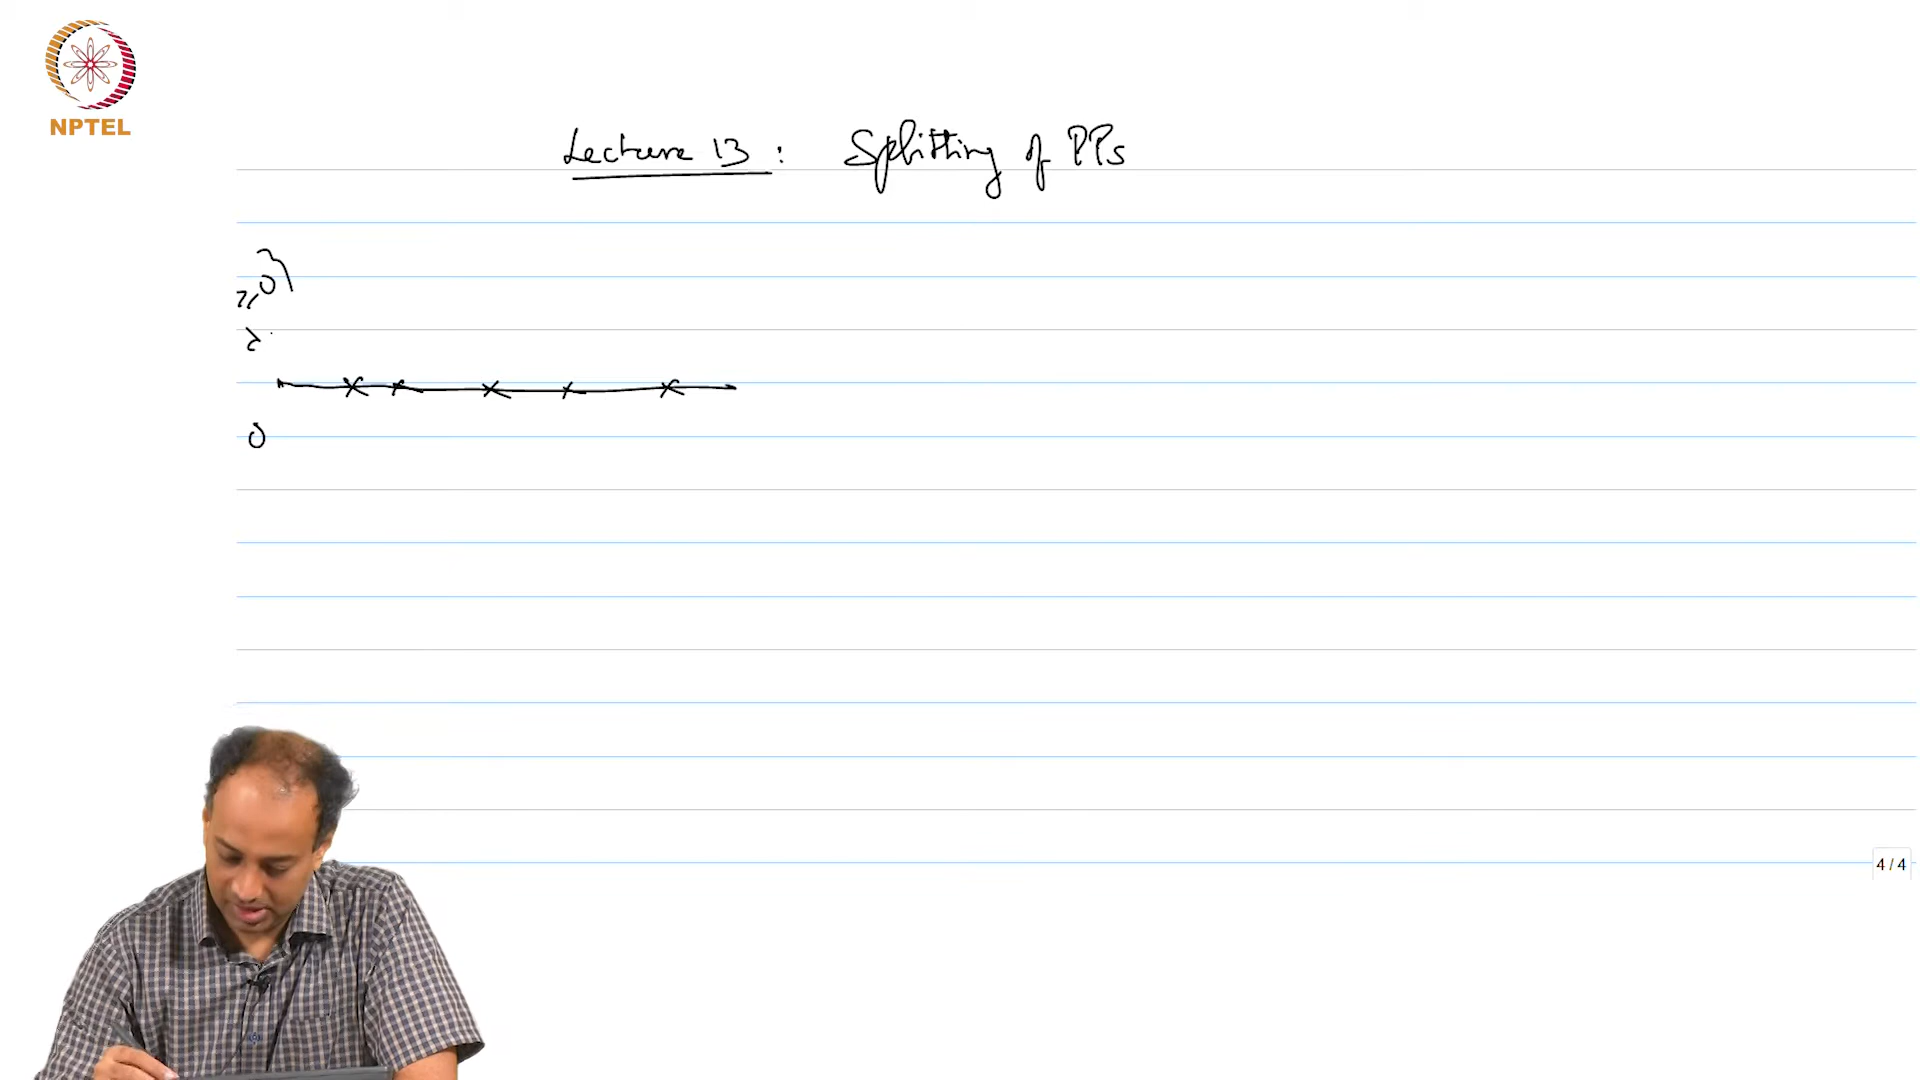 NPTEL
Lecture 13 : Splitting of PPs
λ
0
4 / 4